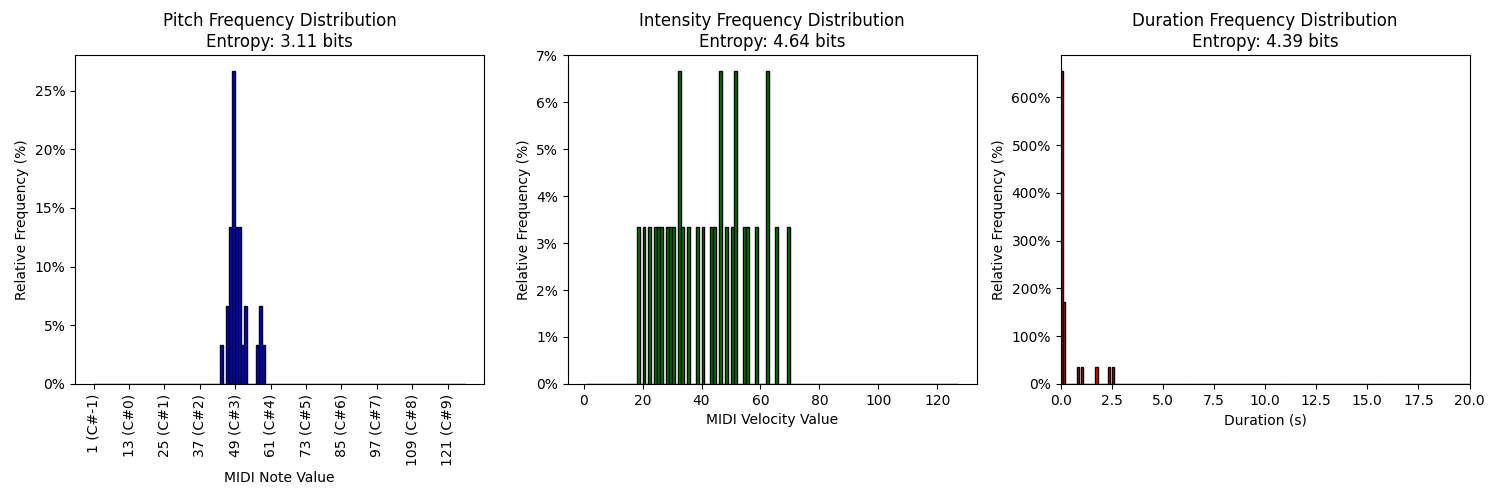 Pitch Frequency Distribution
Entropy: 3.11 bits
Relative Frequency (%)
25%
20%
15%
10%
5%
0%
1 (C#-1)
13 (C#0)
25 (C#1)
37 (C#2)
49 (C#3)
61 (C#4)
73 (C#5)
85 (C#6)
97 (C#7)
109 (C#8)
121 (C#9)
MIDI Note Value
Intensity Frequency Distribution
Entropy: 4.64 bits
Relative Frequency (%)
7%
6%
5%
4%
3%
2%
1%
0%
0 20 40 60 80 100 120
MIDI Velocity Value
Duration Frequency Distribution
Entropy: 4.39 bits
Relative Frequency (%)
600%
500%
400%
300%
200%
100%
0%
0.0 2.5 5.0 7.5 10.0 12.5 15.0 17.5 20.0
Duration (s)